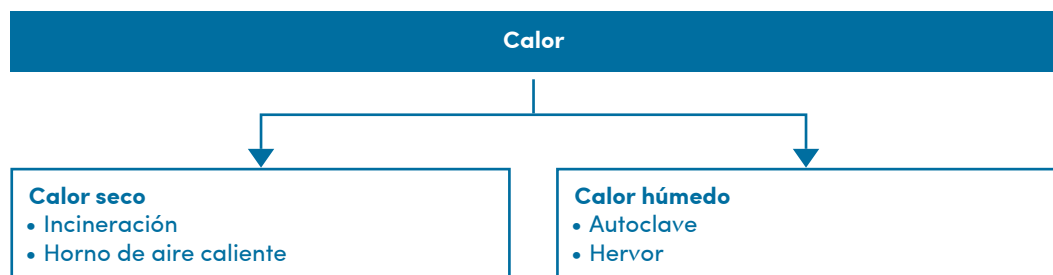 Calor
Calor seco
• Incineración
• Horno de aire caliente
Calor húmedo
• Autoclave
• Hervor